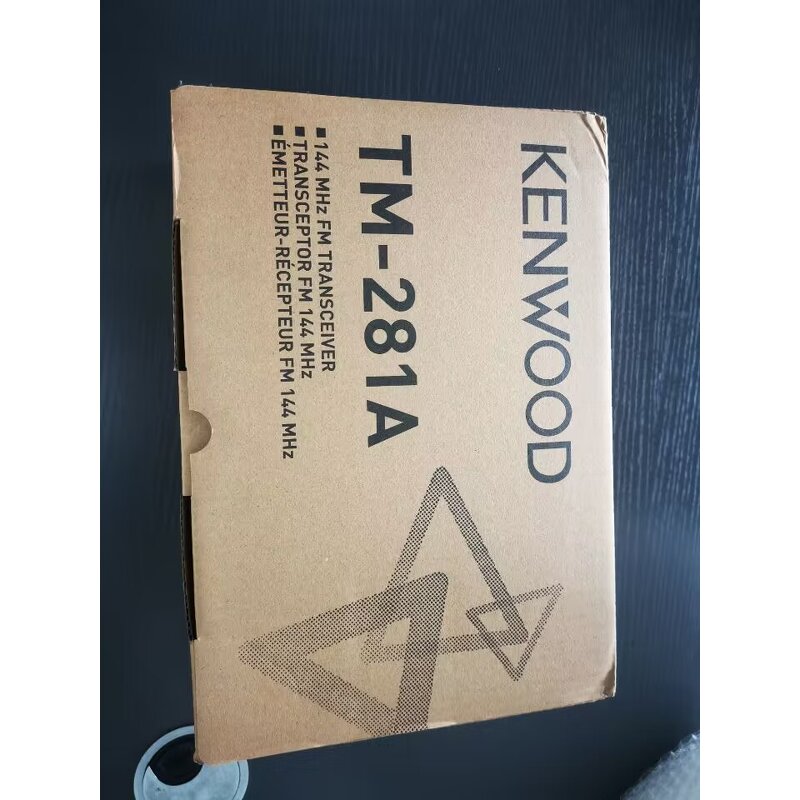 KENWOOD
TM-281A
■ 144 MHz FM TRANSCEIVER
■ TRANSCEPTOR FM 144 MHz
■ ÉMETTEUR-RÉCEPTEUR FM 144 MHz